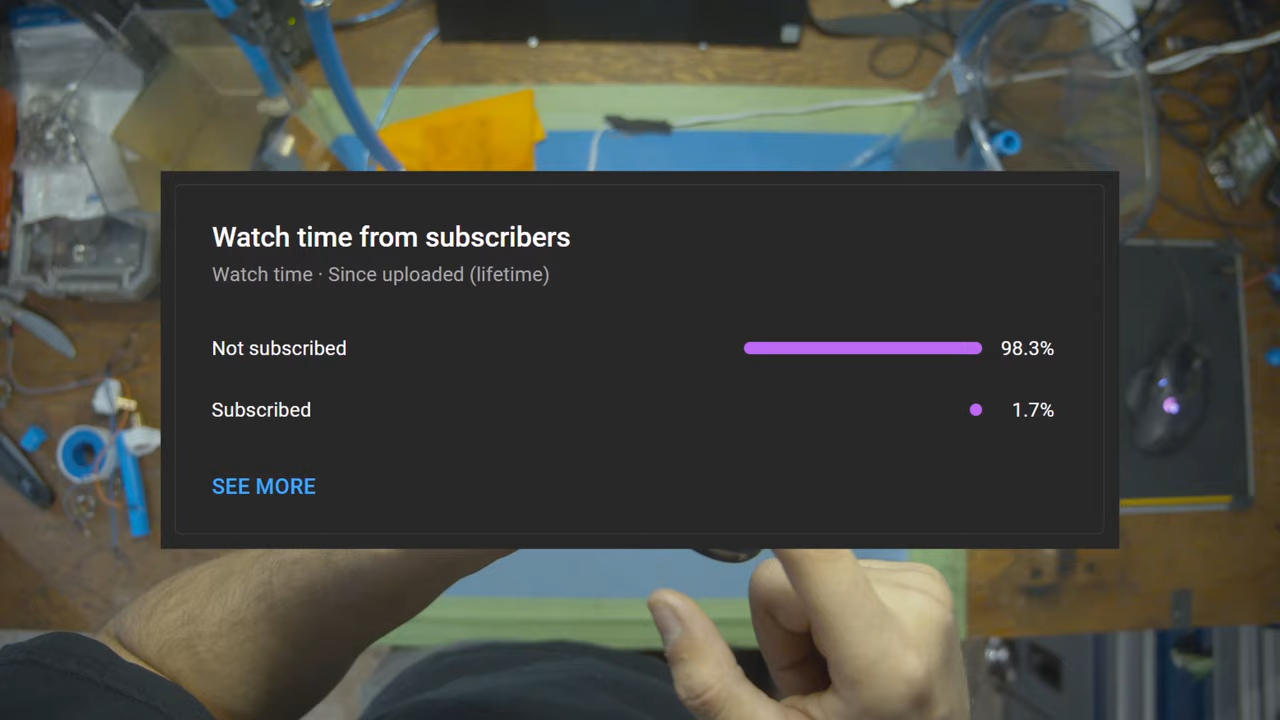 Watch time from subscribers
Watch time · Since uploaded (lifetime)
Not subscribed 98.3%
Subscribed 1.7%
SEE MORE